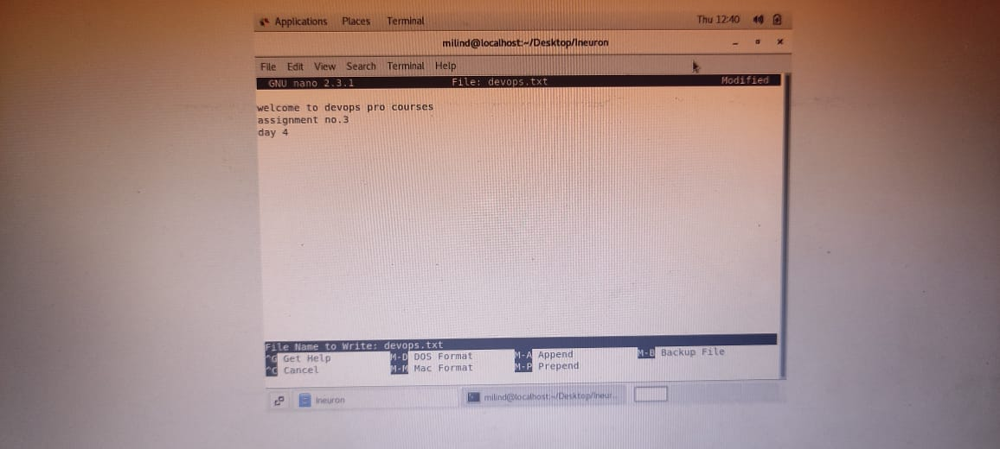 Applications Places Terminal Thu 12:40
milind@localhost:~/Desktop/Ineuron
File Edit View Search Terminal Help
GNU nano 2.3.1 File: devops.txt Modified
welcome to devops pro courses
assignment no.3
day 4
File Name to Write: devops.txt
^G Get Help M-D DOS Format M-A Append M-B Backup File
^C Cancel M-M Mac Format M-P Prepend
Ineuron milind@localhost:~/Desktop/Ineur...